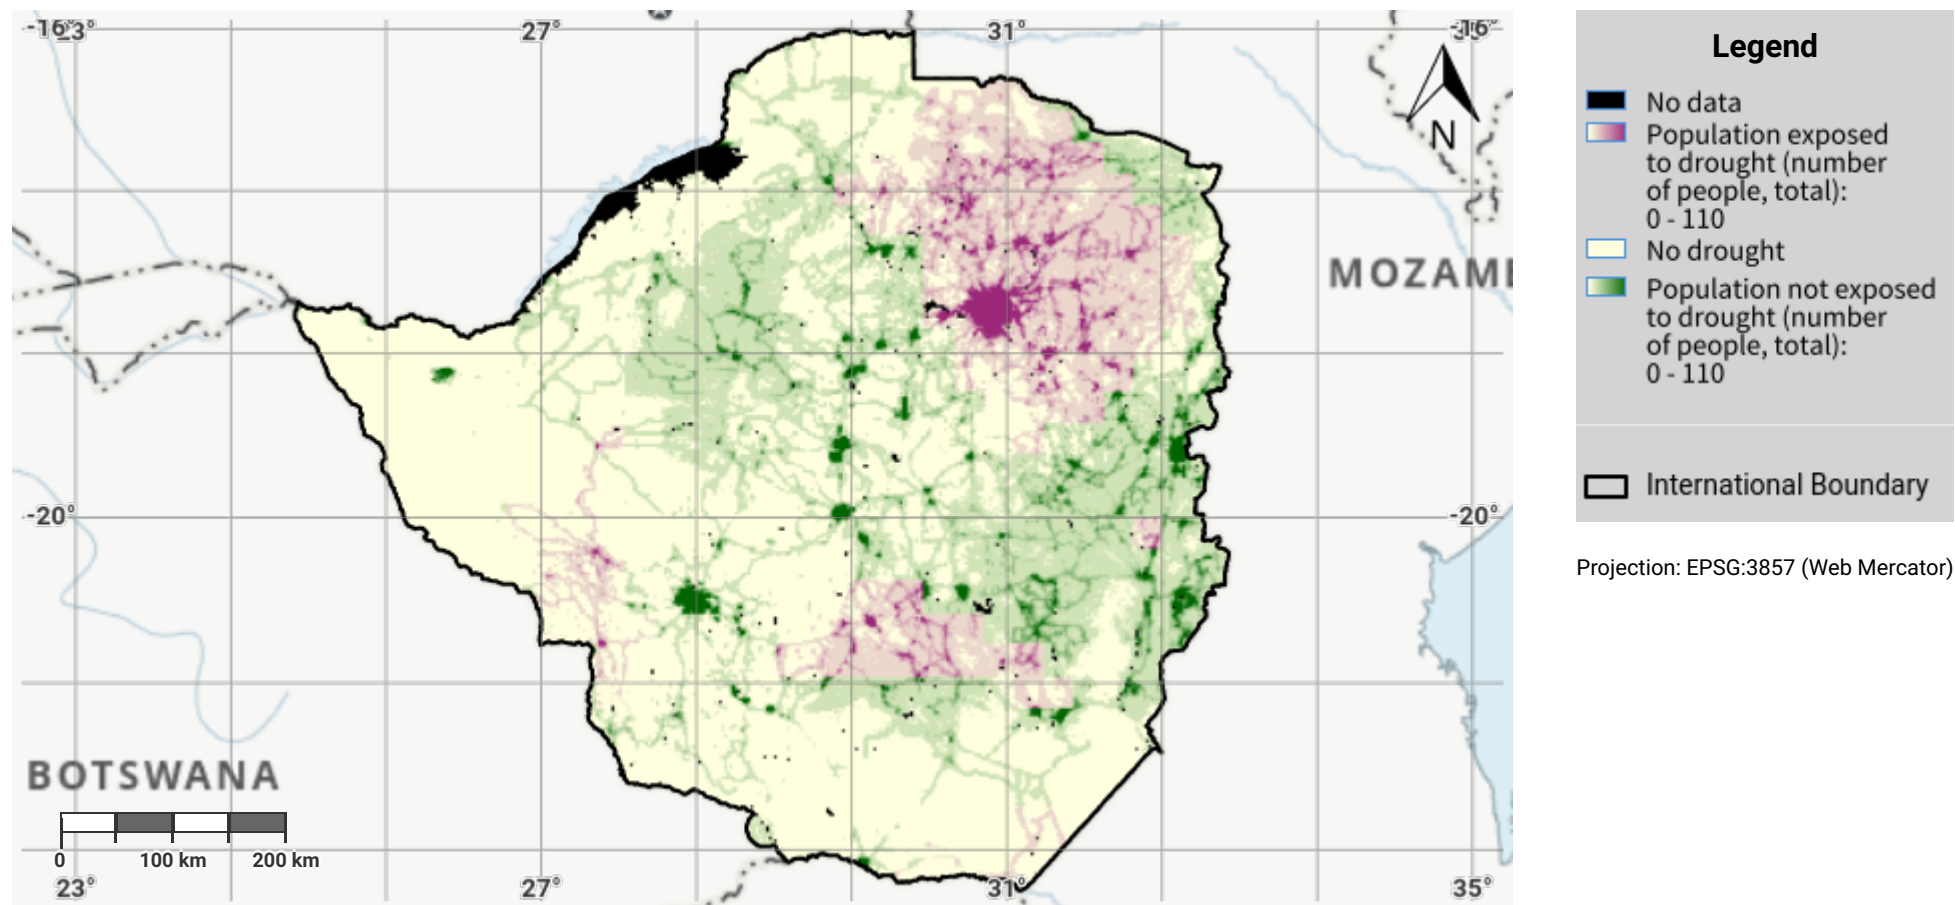 -16°
23°
27°
31°
35°
-16°
N
MOZAM
-20°
-20°
BOTSWANA
0
100 km
200 km
23°
27°
31°
35°
Legend
No data
Population exposed
to drought (number
of people, total):
0 - 110
No drought
Population not exposed
to drought (number
of people, total):
0 - 110
International Boundary
Projection: EPSG:3857 (Web Mercator)